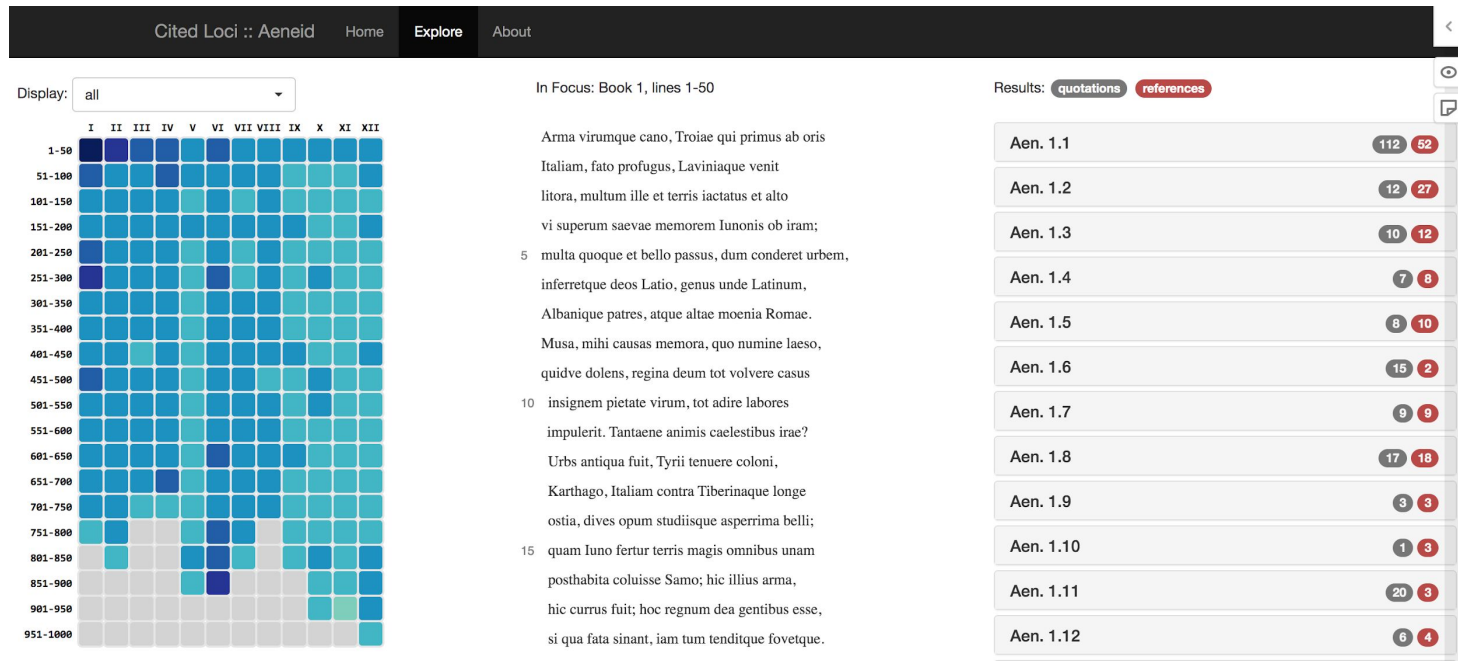 Cited Loci :: Aeneid Home Explore About
Display: all
I II III IV V VI VII VIII IX X XI XII
1-50
51-100
101-150
151-200
201-250
251-300
301-350
351-400
401-450
451-500
501-550
551-600
601-650
651-700
701-750
751-800
801-850
851-900
901-950
951-1000
In Focus: Book 1, lines 1-50
Arma virumque cano, Troiae qui primus ab oris
Italiam, fato profugus, Laviniaque venit
litora, multum ille et terris iactatus et alto
vi superum saevae memorem Iunonis ob iram;
5 multa quoque et bello passus, dum conderet urbem,
inferretque deos Latio, genus unde Latinum,
Albanique patres, atque altae moenia Romae.
Musa, mihi causas memora, quo numine laeso,
quidve dolens, regina deum tot volvere casus
10 insignem pietate virum, tot adire labores
impulerit. Tantaene animis caelestibus irae?
Urbs antiqua fuit, Tyrii tenuere coloni,
Karthago, Italiam contra Tiberinaque longe
ostia, dives opum studiisque asperrima belli;
15 quam Iuno fertur terris magis omnibus unam
posthabita coluisse Samo; hic illius arma,
hic currus fuit; hoc regnum dea gentibus esse,
si qua fata sinant, iam tum tenditque fovetque.
Results: quotations references
Aen. 1.1 112 52
Aen. 1.2 12 27
Aen. 1.3 10 12
Aen. 1.4 7 8
Aen. 1.5 8 10
Aen. 1.6 15 2
Aen. 1.7 9 9
Aen. 1.8 17 18
Aen. 1.9 3 3
Aen. 1.10 1 3
Aen. 1.11 20 3
Aen. 1.12 6 4